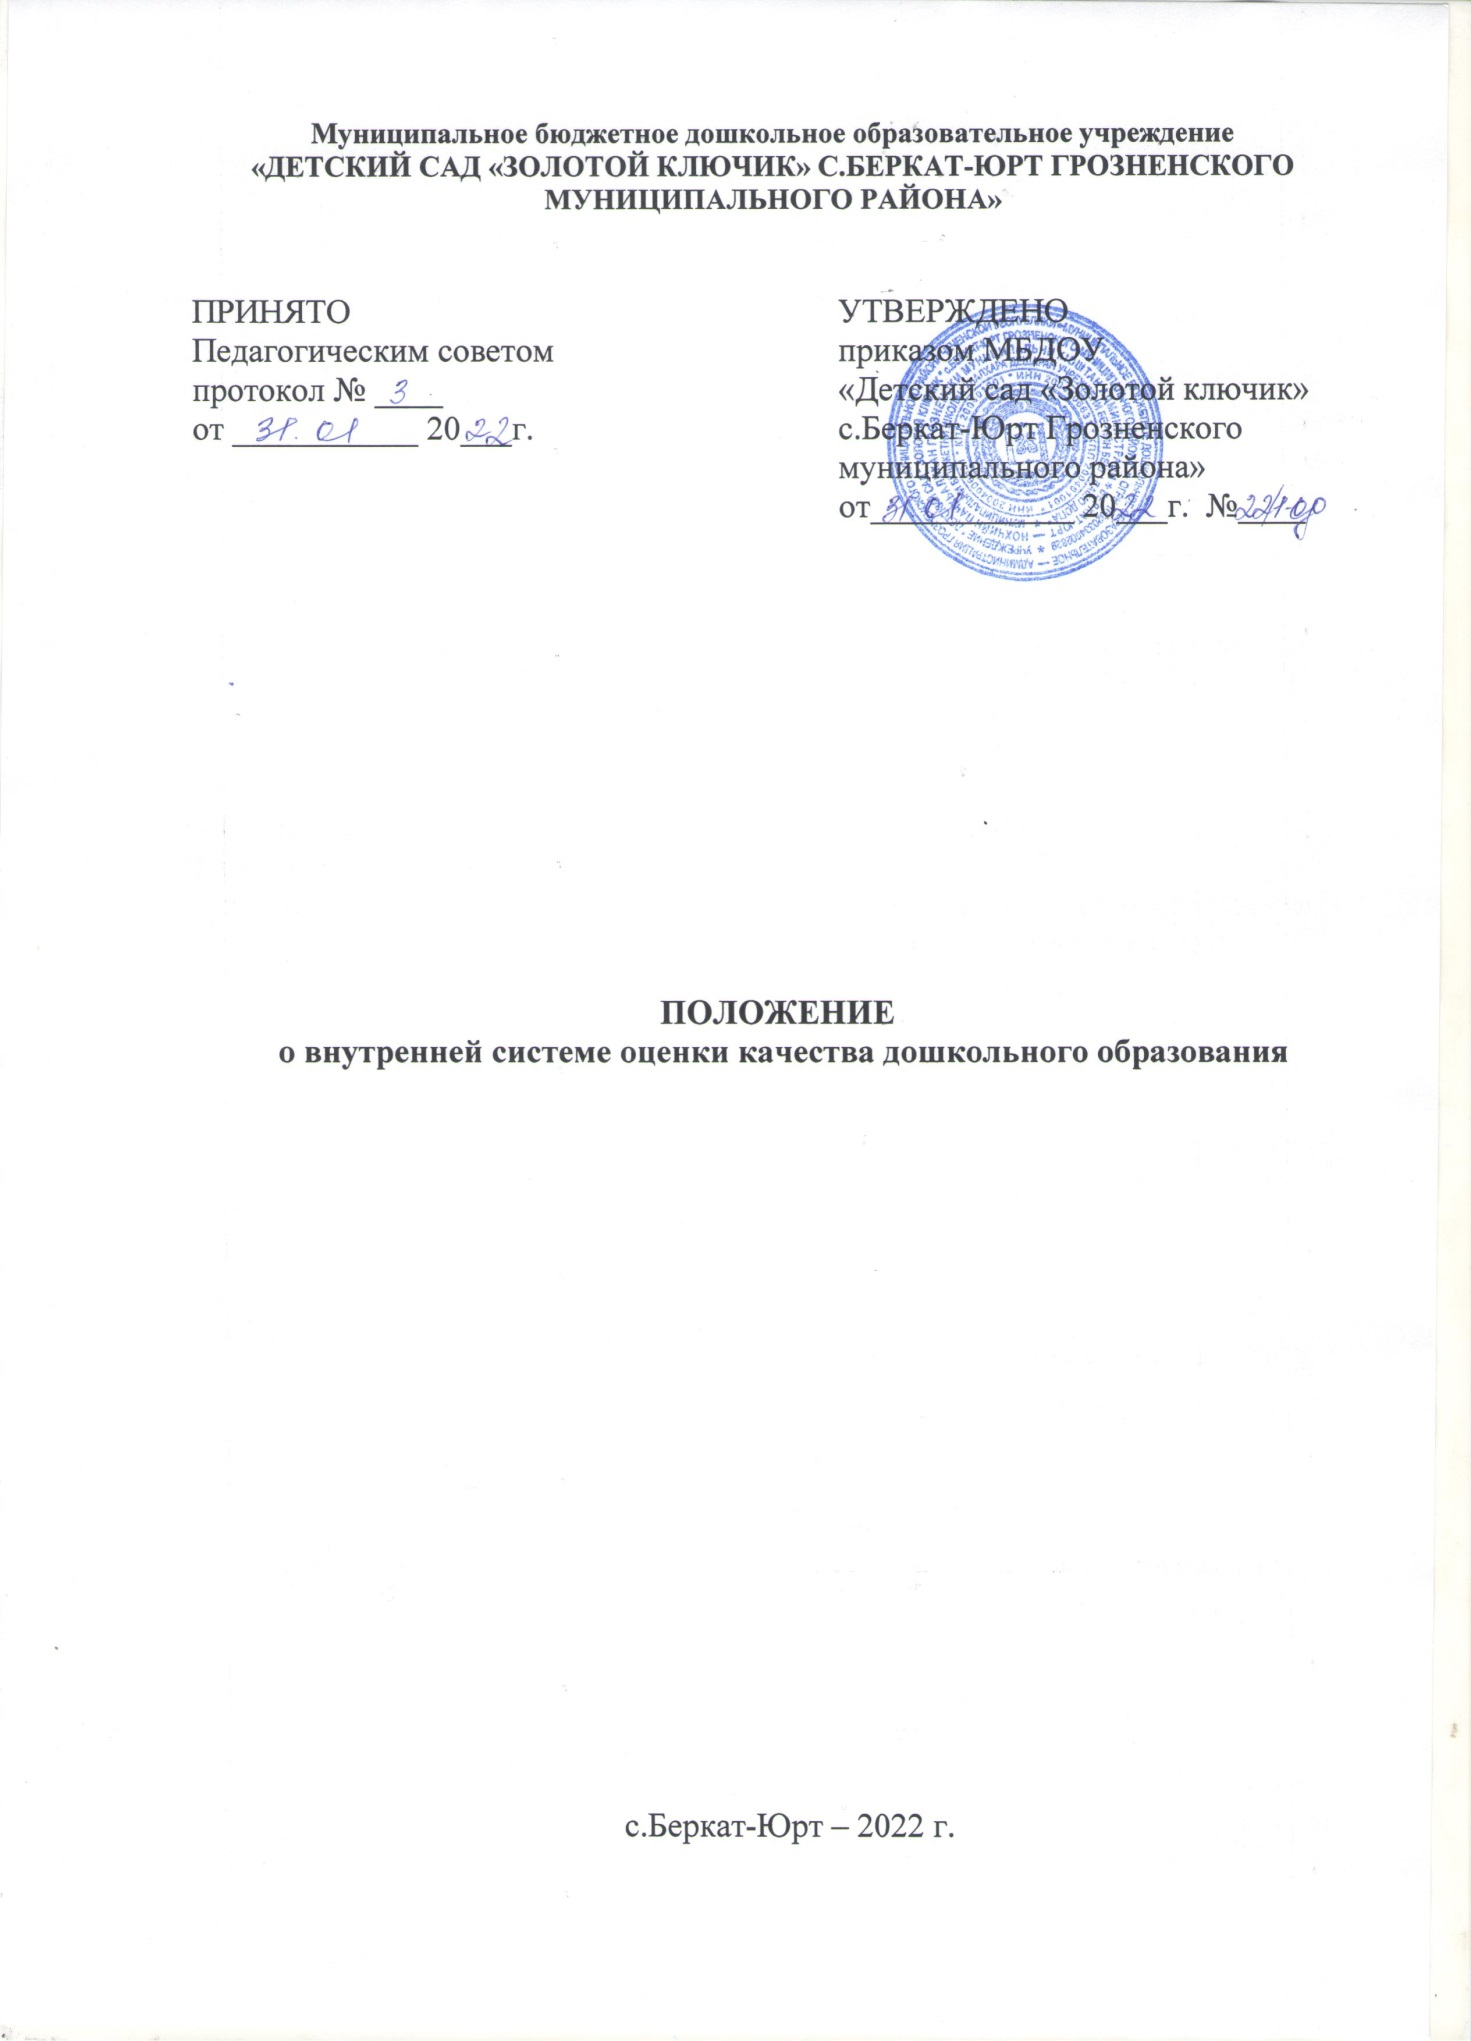 Муниципальное бюджетное дошкольное образовательное учреждение
«ДЕТСКИЙ САД «ЗОЛОТОЙ КЛЮЧИК» С.БЕРКАТ-ЮРТ ГРОЗНЕНСКОГО
МУНИЦИПАЛЬНОГО РАЙОНА»
ПРИНЯТО
Педагогическим советом
протокол № 3
от 31.01 2022г.
УТВЕРЖДЕНО
приказом МБДОУ
«Детский сад «Золотой ключик»
с.Беркат-Юрт Грозненского
муниципального района»
от 31.01 2022г. №
ПОЛОЖЕНИЕ
о внутренней системе оценки качества дошкольного образования
с.Беркат-Юрт – 2022 г.